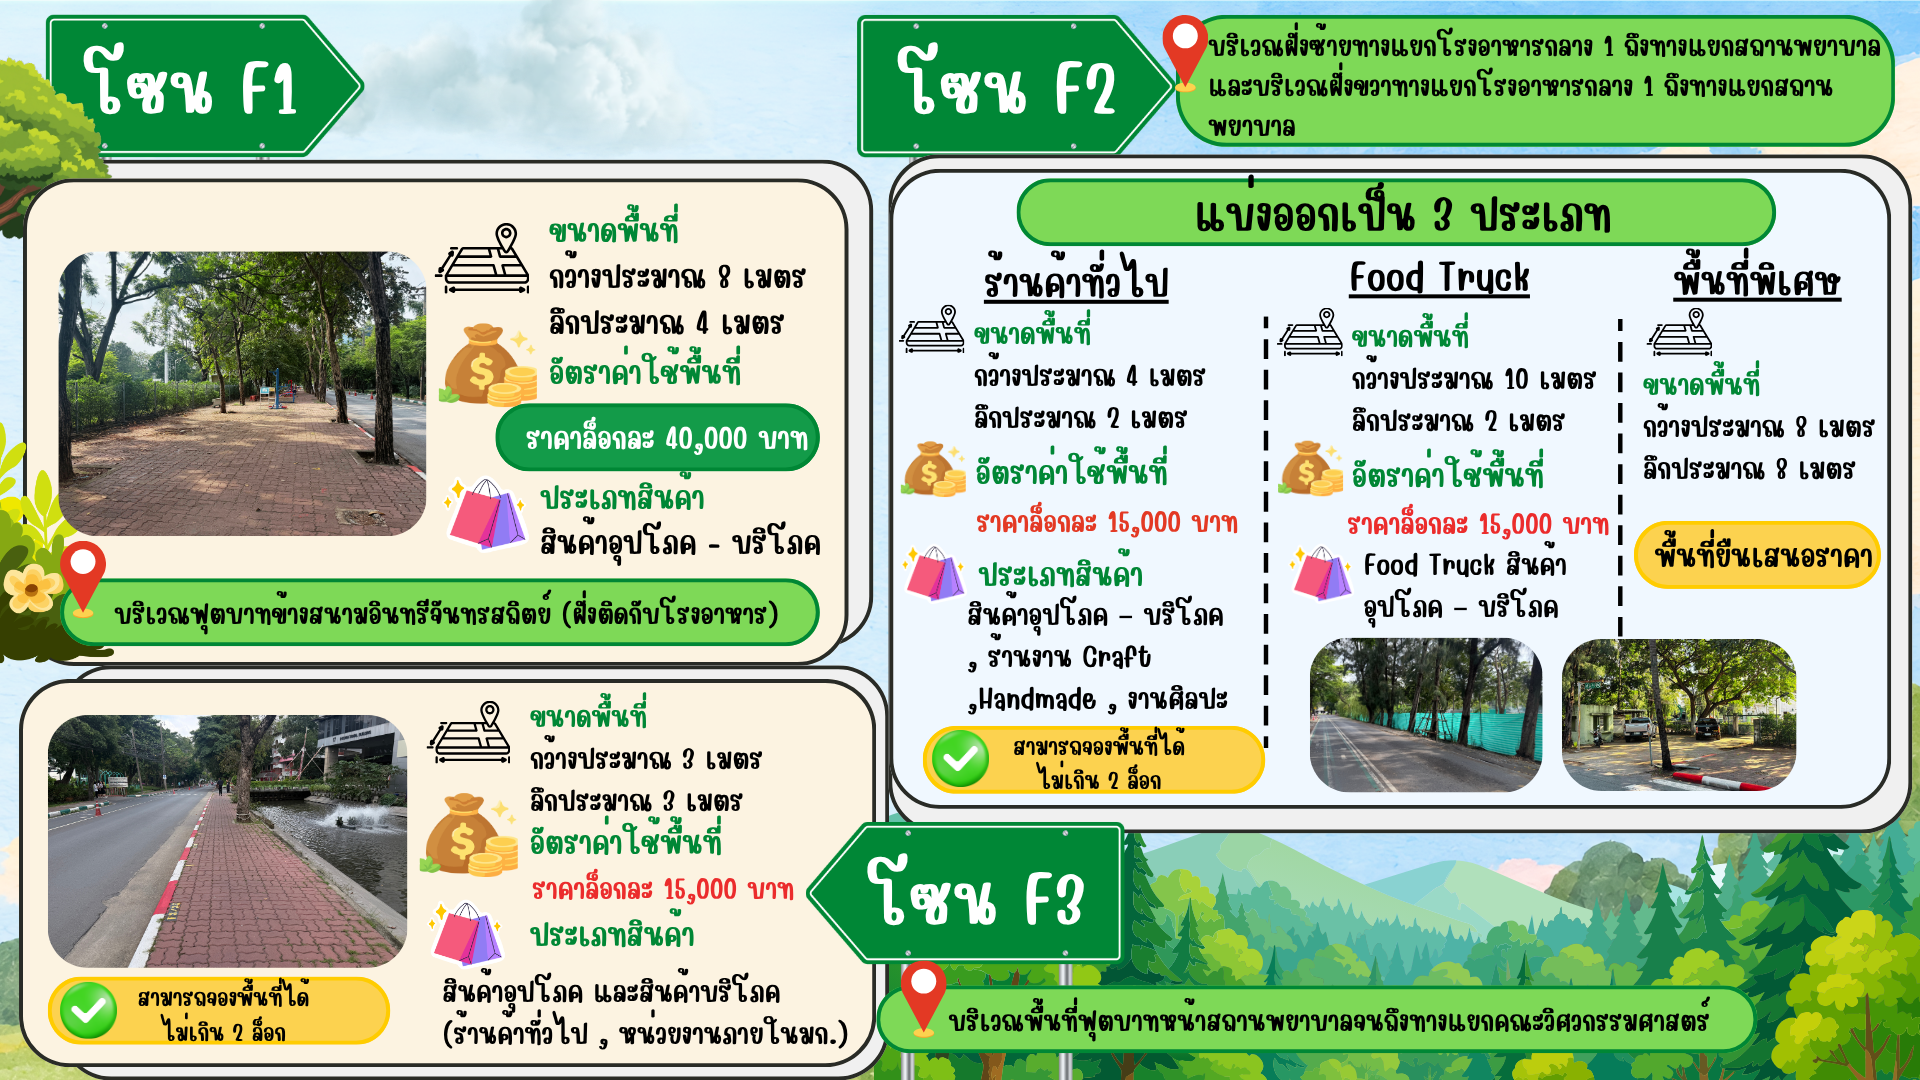 โซน F1
ขนาดพื้นที่
กว้างประมาณ 8 เมตร
ลึกประมาณ 4 เมตร
อัตราค่าใช้พื้นที่
ราคาล็อกละ 40,000 บาท
ประเภทสินค้า
สินค้าอุปโภค - บริโภค
บริเวณฟุตบาทข้างสนามอินทรีจันทรสถิตย์ (ฝั่งติดกับโรงอาหาร)
โซน F2
บริเวณฝั่งซ้ายทางแยกโรงอาหารกลาง 1 ถึงทางแยกสถานพยาบาล
และบริเวณฝั่งขวาทางแยกโรงอาหารกลาง 1 ถึงทางแยกสถาน
พยาบาล
แบ่งออกเป็น 3 ประเภท
ร้านค้าทั่วไป
ขนาดพื้นที่
กว้างประมาณ 4 เมตร
ลึกประมาณ 2 เมตร
อัตราค่าใช้พื้นที่
ราคาล็อกละ 15,000 บาท
ประเภทสินค้า
สินค้าอุปโภค – บริโภค
, ร้านงาน Craft
,Handmade , งานศิลปะ
สามารถจองพื้นที่ได้
ไม่เกิน 2 ล็อก
Food Truck
ขนาดพื้นที่
กว้างประมาณ 10 เมตร
ลึกประมาณ 2 เมตร
อัตราค่าใช้พื้นที่
ราคาล็อกละ 15,000 บาท
Food Truck สินค้า
อุปโภค – บริโภค
พื้นที่พิเศษ
ขนาดพื้นที่
กว้างประมาณ 8 เมตร
ลึกประมาณ 8 เมตร
พื้นที่ยืนเสนอราคา
โซน F3
ขนาดพื้นที่
กว้างประมาณ 3 เมตร
ลึกประมาณ 3 เมตร
อัตราค่าใช้พื้นที่
ราคาล็อกละ 15,000 บาท
ประเภทสินค้า
สินค้าอุปโภค และสินค้าบริโภค
(ร้านค้าทั่วไป , หน่วยงานภายในมก.)
สามารถจองพื้นที่ได้
ไม่เกิน 2 ล็อก
บริเวณพื้นที่ฟุตบาทหน้าสถานพยาบาลจนถึงทางแยกคณะวิศวกรรมศาสตร์